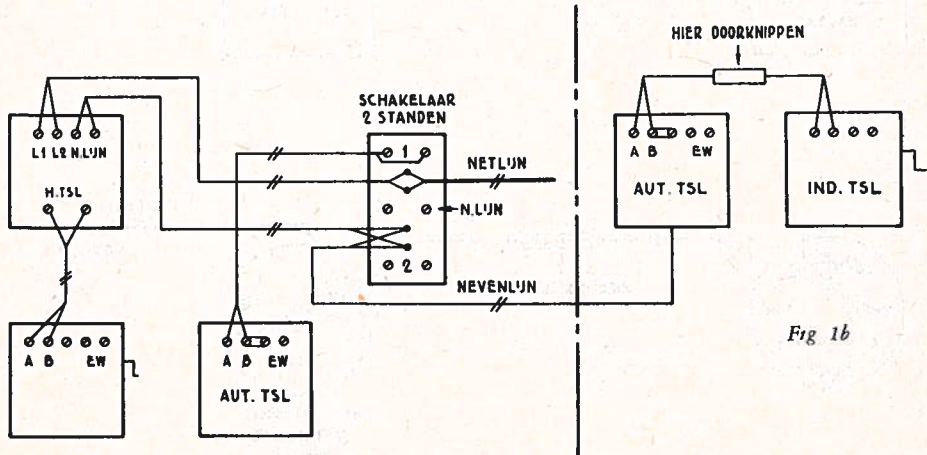 HIER DOORKNIPPEN
SCHAKELAAR
2 STANDEN
L1 L2 N.LIJN
H.TSL
1
NETLIJN
N.LIJN
2
NEVENLIJN
A B EW
AUT. TSL
IND. TSL
A B EW
A B EW
AUT. TSL
Fig 1b